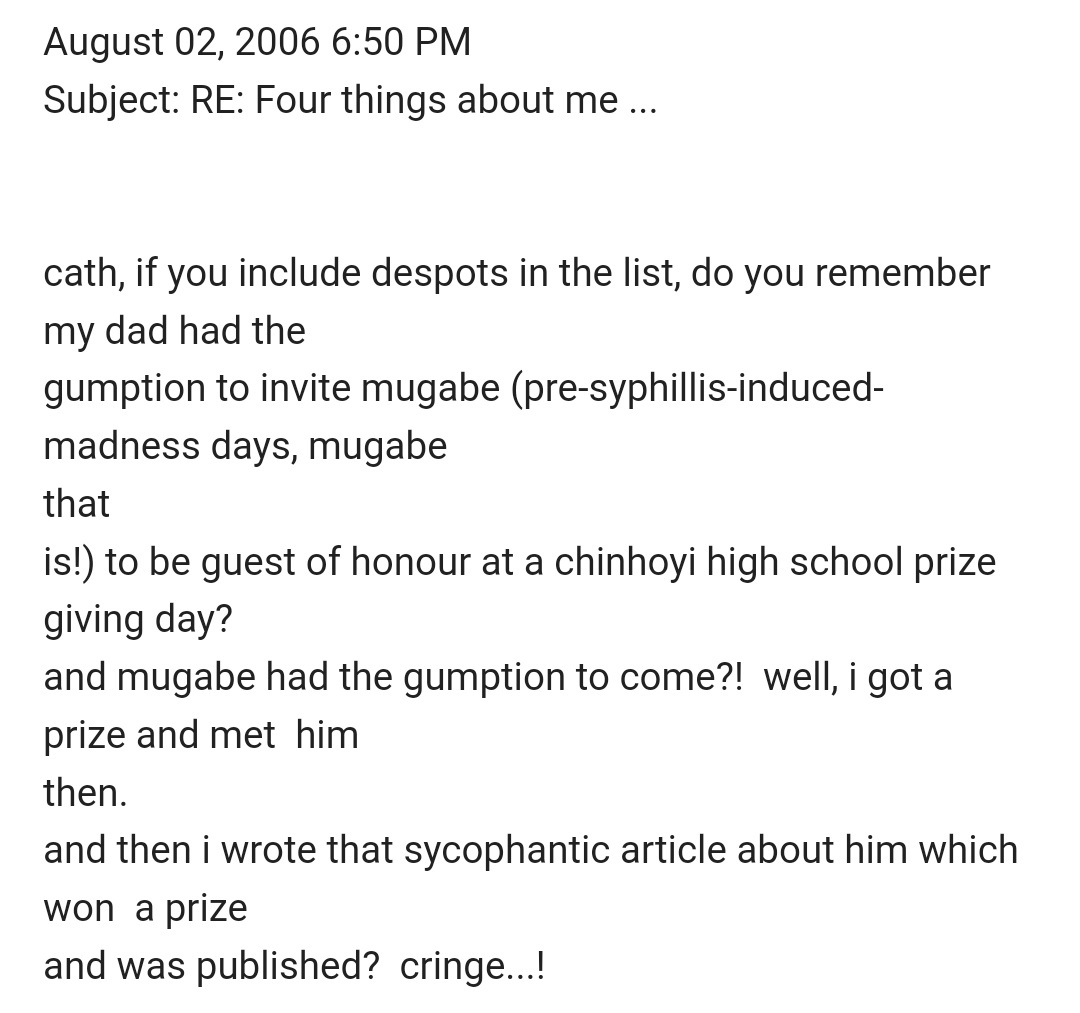 August 02, 2006 6:50 PM
Subject: RE: Four things about me ...
cath, if you include despots in the list, do you remember
my dad had the
gumption to invite mugabe (pre-syphillis-induced-
madness days, mugabe
that
is!) to be guest of honour at a chinhoyi high school prize
giving day?
and mugabe had the gumption to come?!  well, i got a
prize and met  him
then.
and then i wrote that sycophantic article about him which
won  a prize
and was published?  cringe...!